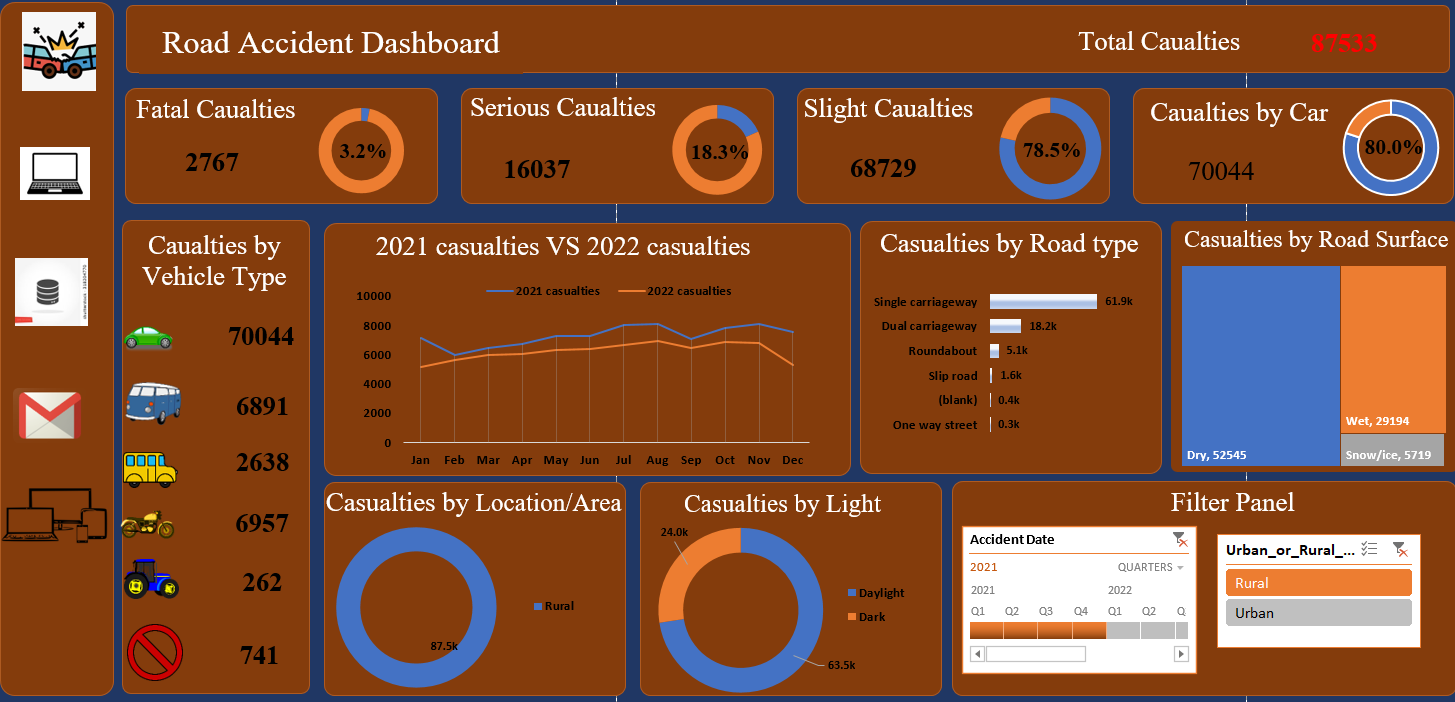 Road Accident Dashboard
Total Caualties
87533
Fatal Caualties
2767
3.2%
Serious Caualties
16037
18.3%
Slight Caualties
68729
78.5%
Caualties by Car
70044
80.0%
Caualties by
Vehicle Type
70044
6891
2638
6957
262
741
2021 casualties VS 2022 casualties
2021 casualties
2022 casualties
10000
8000
6000
4000
2000
0
Jan Feb Mar Apr May Jun Jul Aug Sep Oct Nov Dec
Casualties by Road type
Single carriageway 61.9k
Dual carriageway 18.2k
Roundabout 5.1k
Slip road 1.6k
(blank) 0.4k
One way street 0.3k
Casualties by Road Surface
Dry, 52545
Wet, 29194
Snow/ice, 5719
Casualties by Location/Area
Rural
87.5k
Casualties by Light
24.0k
Daylight
Dark
63.5k
Filter Panel
Accident Date
2021 QUARTERS
2021 2022
Q1 Q2 Q3 Q4 Q1 Q2 Q
Urban_or_Rural_...
Rural
Urban